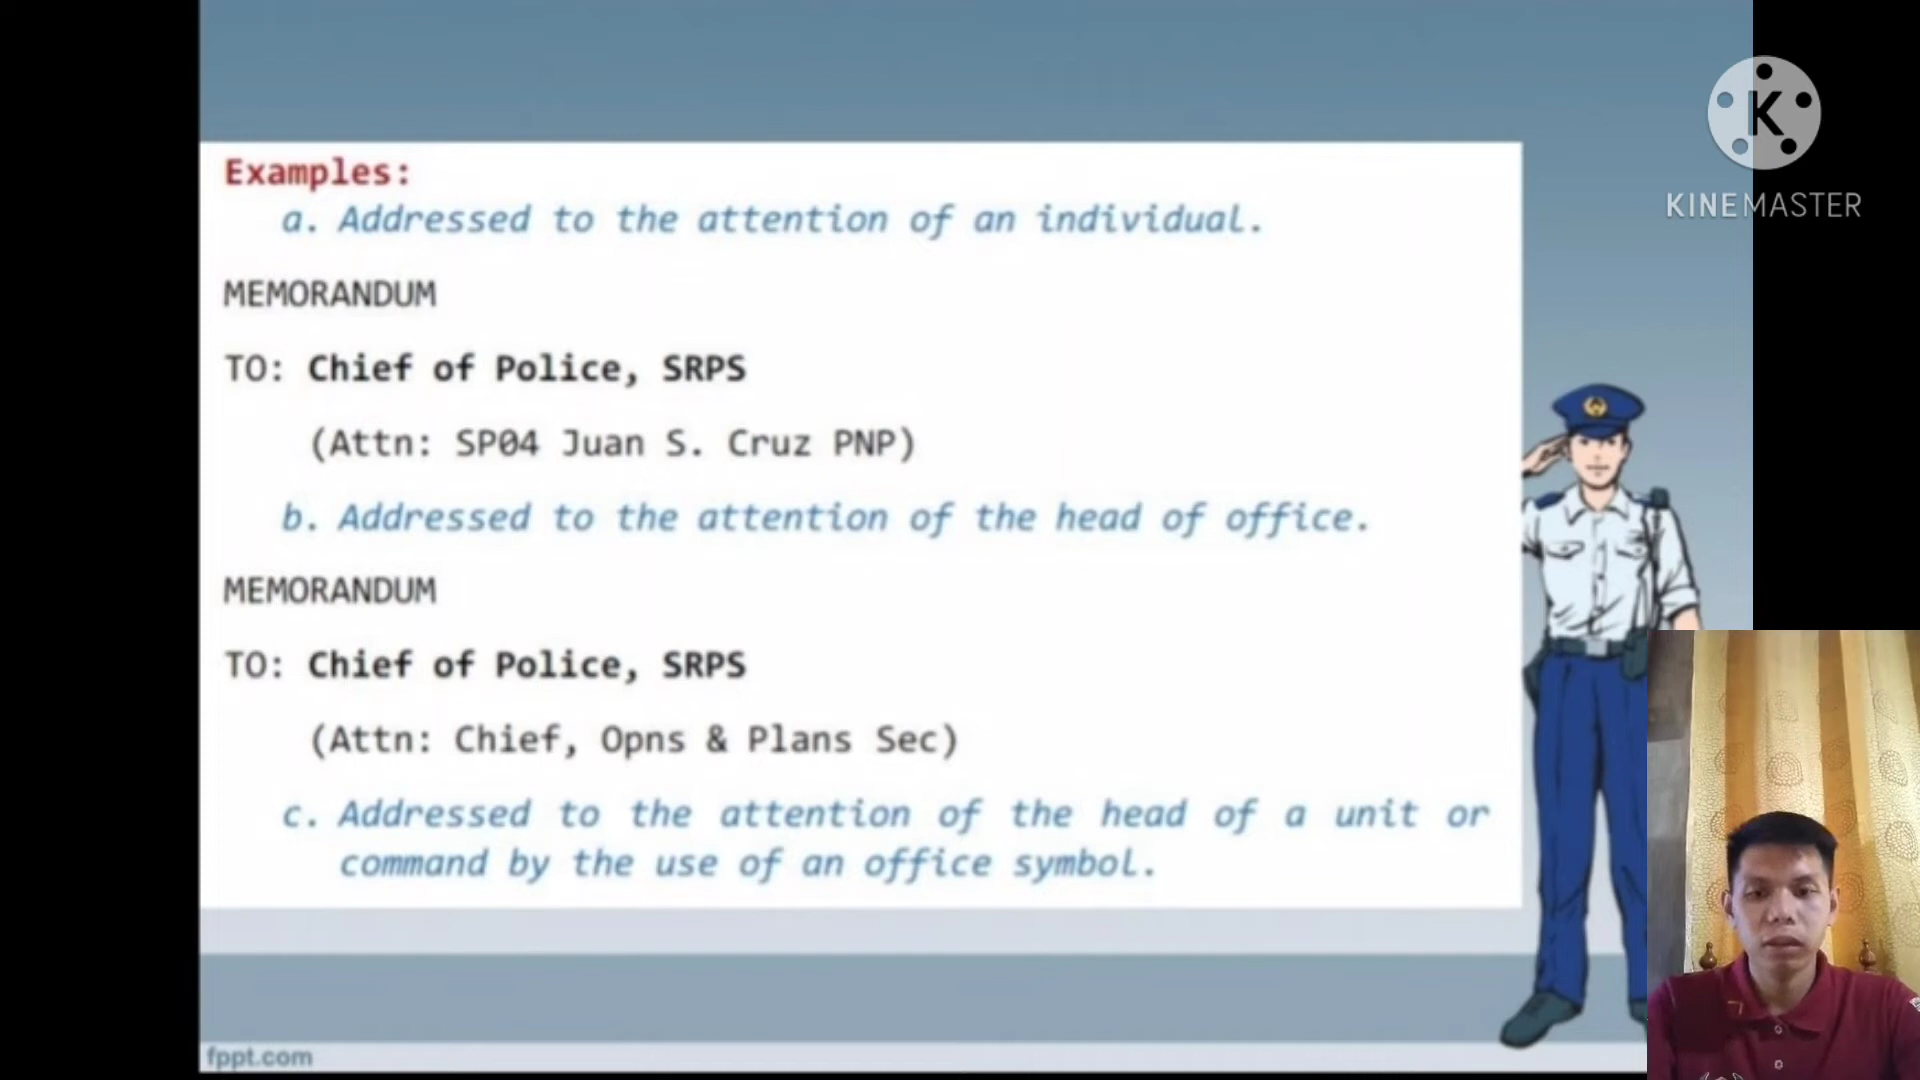 Examples:
a. Addressed to the attention of an individual.
MEMORANDUM
TO: Chief of Police, SRPS
(Attn: SPO4 Juan S. Cruz PNP)
b. Addressed to the attention of the head of office.
MEMORANDUM
TO: Chief of Police, SRPS
(Attn: Chief, Opns & Plans Sec)
c. Addressed to the attention of the head of a unit or
command by the use of an office symbol.
fppt.com
K
KINEMASTER